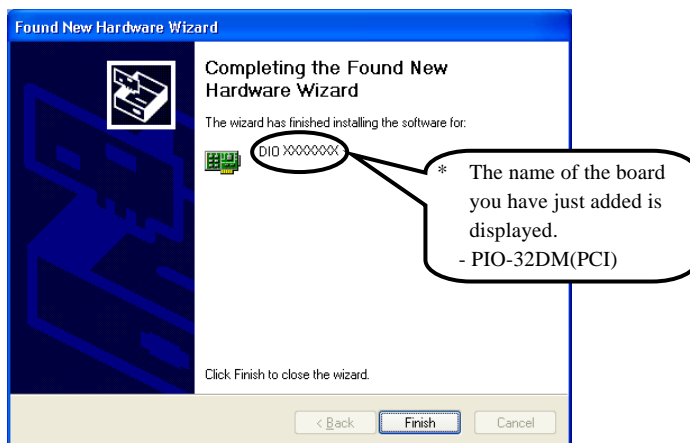 Found New Hardware Wizard
Completing the Found New
Hardware Wizard
The wizard has finished installing the software for:
DIO XXXXXXXX
* The name of the board
you have just added is
displayed.
- PIO-32DM(PCI)
Click Finish to close the wizard.
< Back
Finish
Cancel